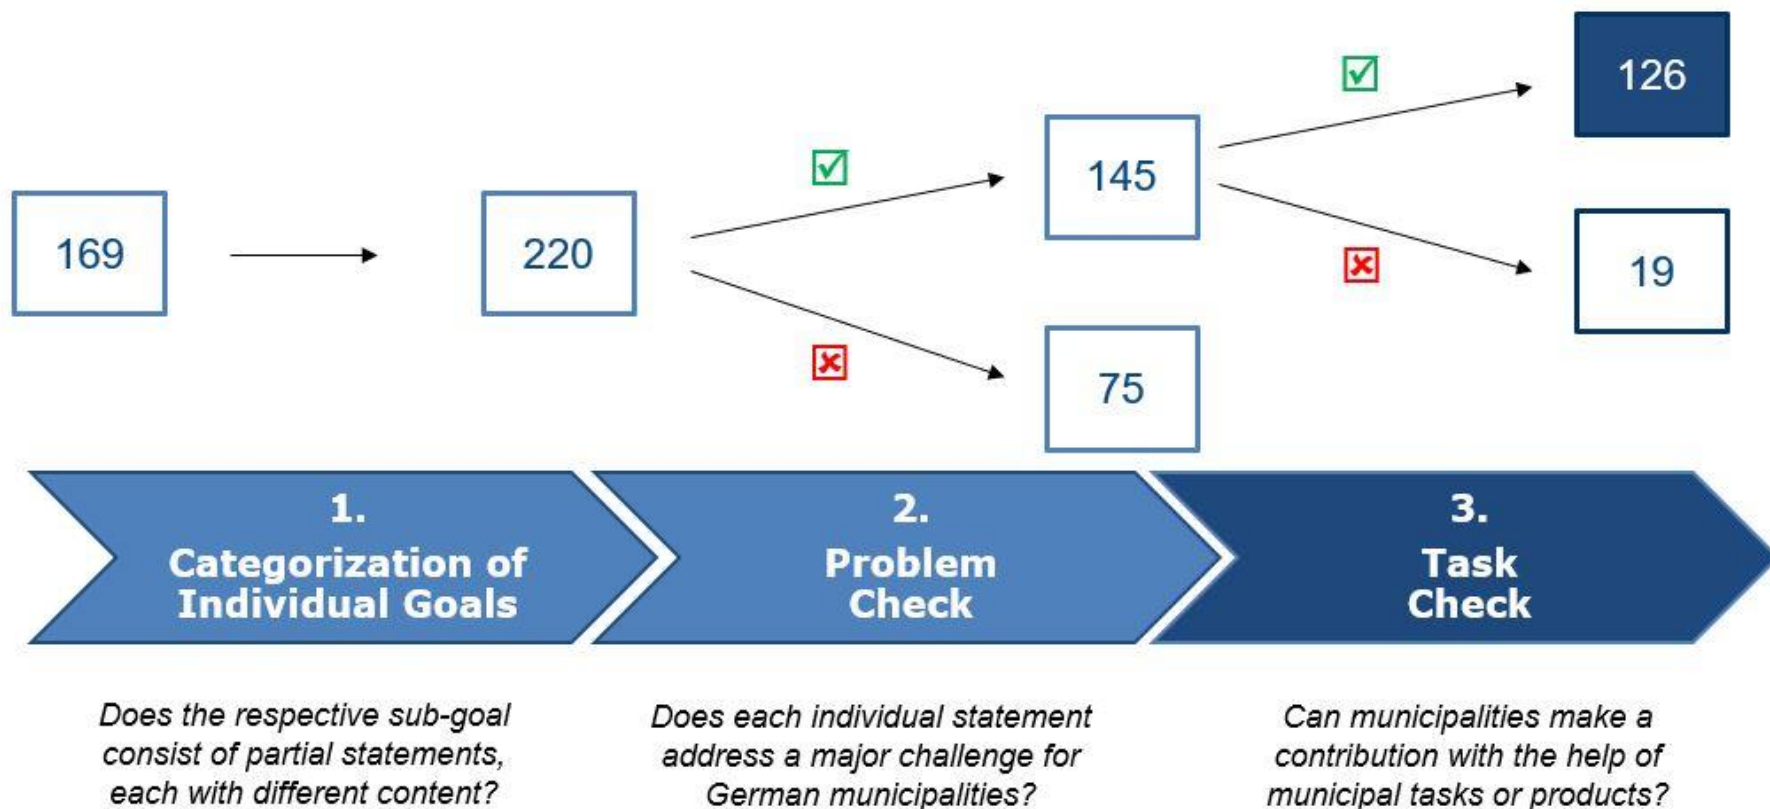 126
145
169
220
19
75
1.
Categorization of
Individual Goals
2.
Problem
Check
3.
Task
Check
Does the respective sub-goal
consist of partial statements,
each with different content?
Does each individual statement
address a major challenge for
German municipalities?
Can municipalities make a
contribution with the help of
municipal tasks or products?